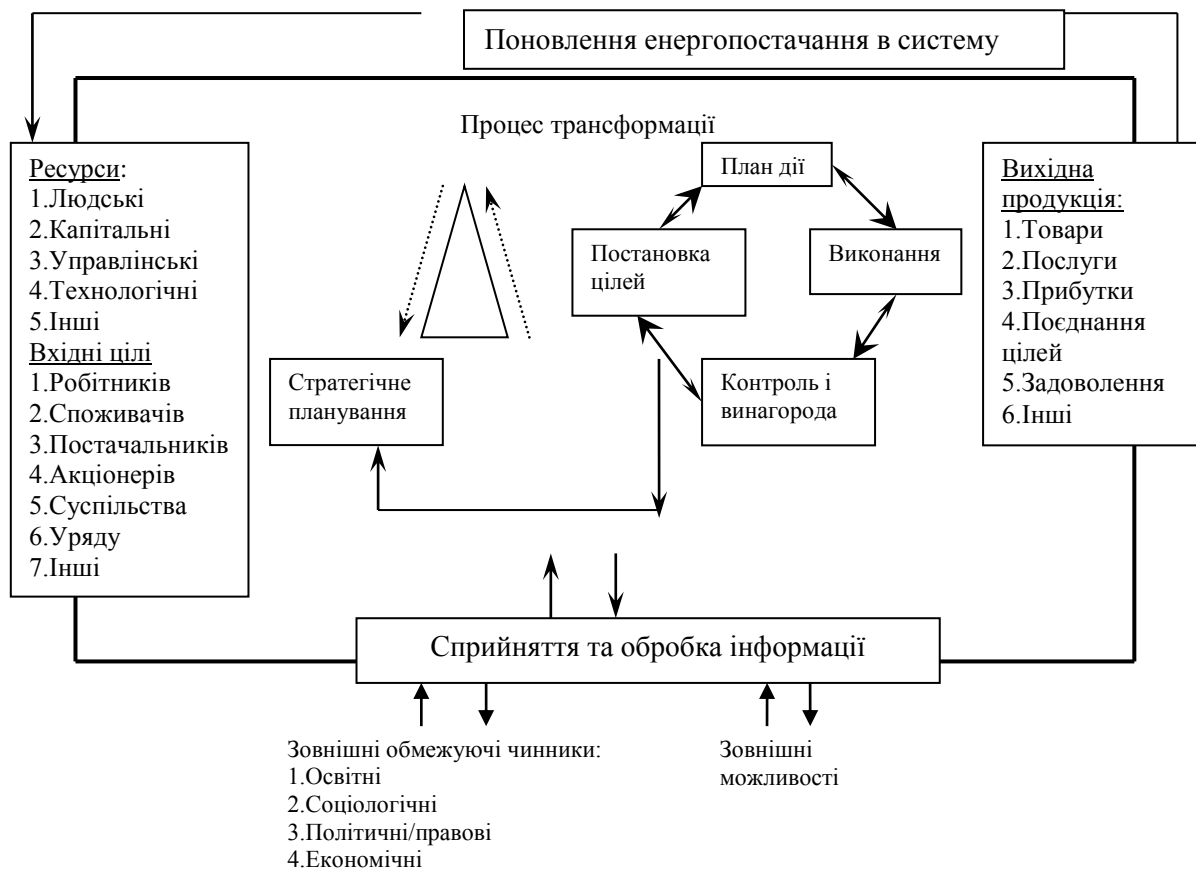 Поновлення енергопостачання в систему
Процес трансформації
Ресурси:
1.Людські
2.Капітальні
3.Управлінські
4.Технологічні
5.Інші
Вхідні цілі
1.Робітників
2.Споживачів
3.Постачальників
4.Акціонерів
5.Суспільства
6.Уряду
7.Інші
План дії
Постановка
цілей
Виконання
Стратегічне
планування
Контроль і
винагорода
Вихідна
продукція:
1.Товари
2.Послуги
3.Прибутки
4.Поєднання
цілей
5.Задоволення
6.Інші
Сприйняття та обробка інформації
Зовнішні обмежуючі чинники:
1.Освітні
2.Соціологічні
3.Політичні/правові
4.Економічні
Зовнішні
можливості